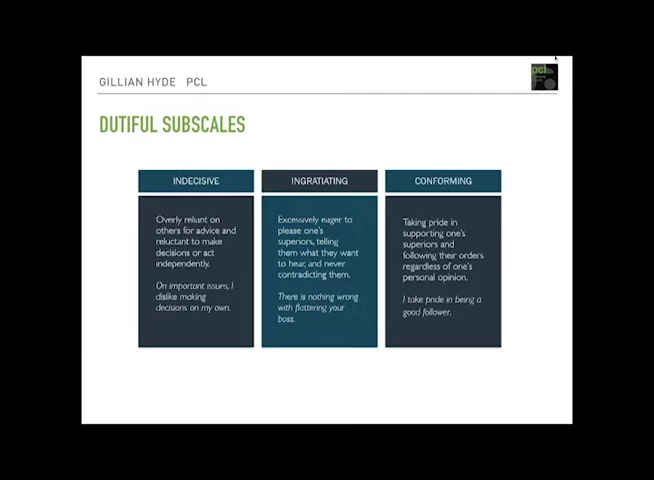 GILLIAN HYDE PCL
pcl
DUTIFUL SUBSCALES
INDECISIVE
Overly reliant on
others for advice and
reluctant to make
decisions or act
independently.
On important issues, I
dislike making
decisions on my own.
INGRATIATING
Excessively eager to
please one's
superiors, telling
them what they want
to hear, and never
contradicting them.
There is nothing wrong
with flattering your
boss.
CONFORMING
Taking pride in
supporting one's
superiors and
following their orders
regardless of one's
personal opinion.
I take pride in being a
good follower.